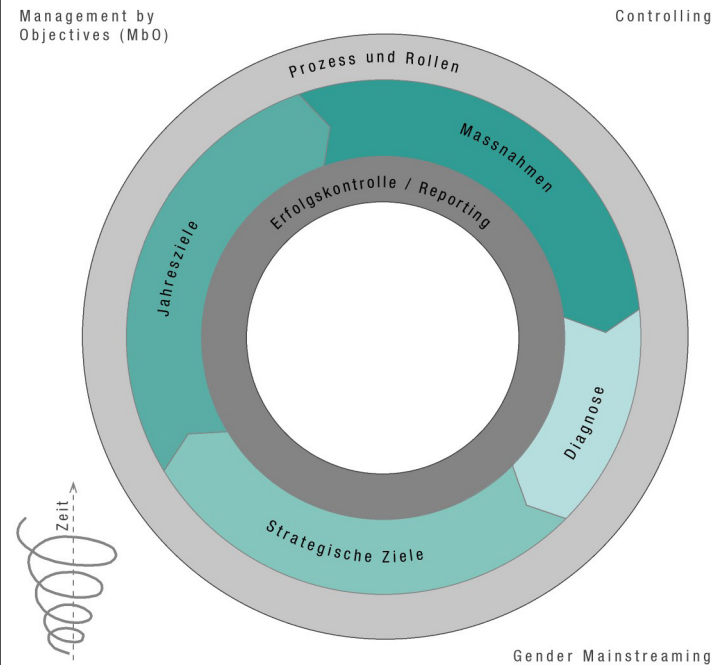 Management by
Objectives (MbO)
Controlling
Prozess und Rollen
Massnahmen
Erfolgskontrolle / Reporting
Jahresziele
Diagnose
Strategische Ziele
Zeit
Gender Mainstreaming